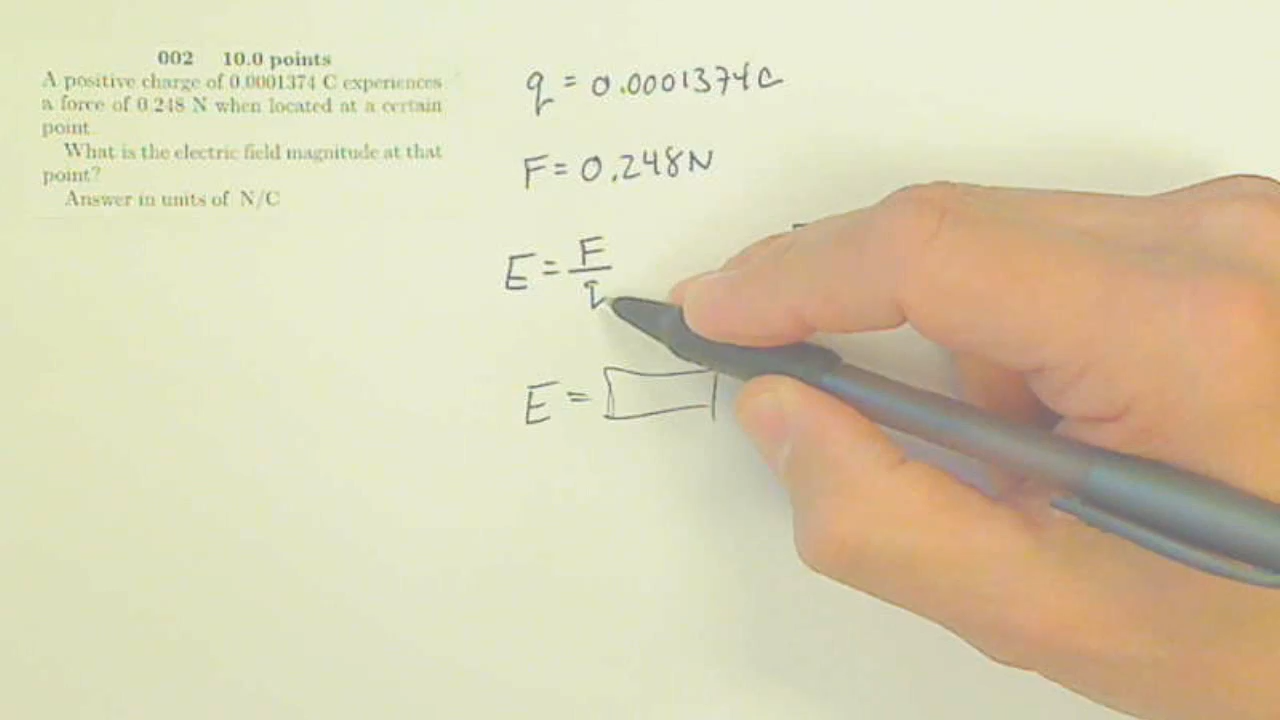 002 10.0 points
A positive charge of 0.0001374 C experiences
a force of 0.248 N when located at a certain
point.
What is the electric field magnitude at that
point?
Answer in units of N/C
q = 0.0001374C
F = 0.248N
E = F
q
E =